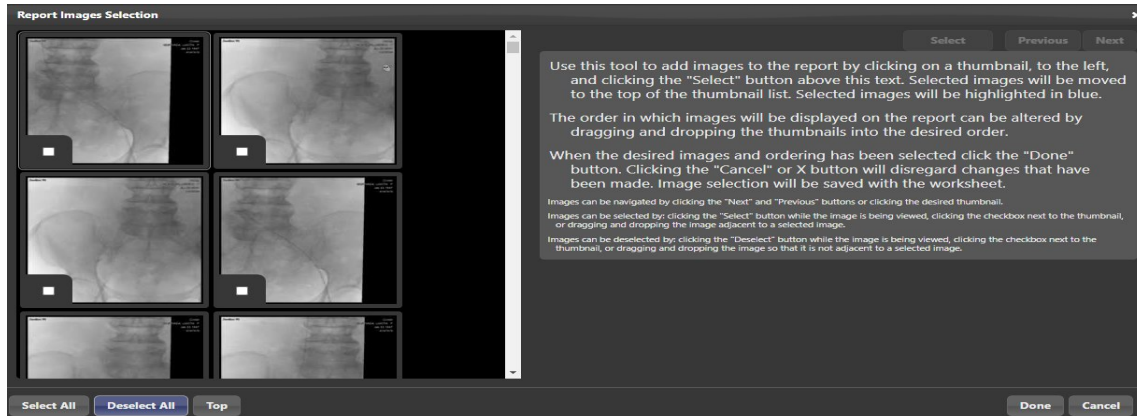 Report Images Selection
Select Previous Next
Use this tool to add images to the report by clicking on a thumbnail, to the left,
and clicking the "Select" button above this text. Selected images will be moved
to the top of the thumbnail list. Selected images will be highlighted in blue.
The order in which images will be displayed on the report can be altered by
dragging and dropping the thumbnails into the desired order.
When the desired images and ordering has been selected click the "Done"
button. Clicking the "Cancel" or X button will disregard changes that have
been made. Image selection will be saved with the worksheet.
Images can be navigated by clicking the "Next" and "Previous" buttons or clicking the desired thumbnail.
Images can be selected by: clicking the "Select" button while the image is being viewed, clicking the checkbox next to the thumbnail,
or dragging and dropping the image adjacent to a selected image.
Images can be deselected by: clicking the "Deselect" button while the image is being viewed, clicking the checkbox next to the
thumbnail, or dragging and dropping the image so that it is not adjacent to a selected image.
Select All Deselect All Top Done Cancel